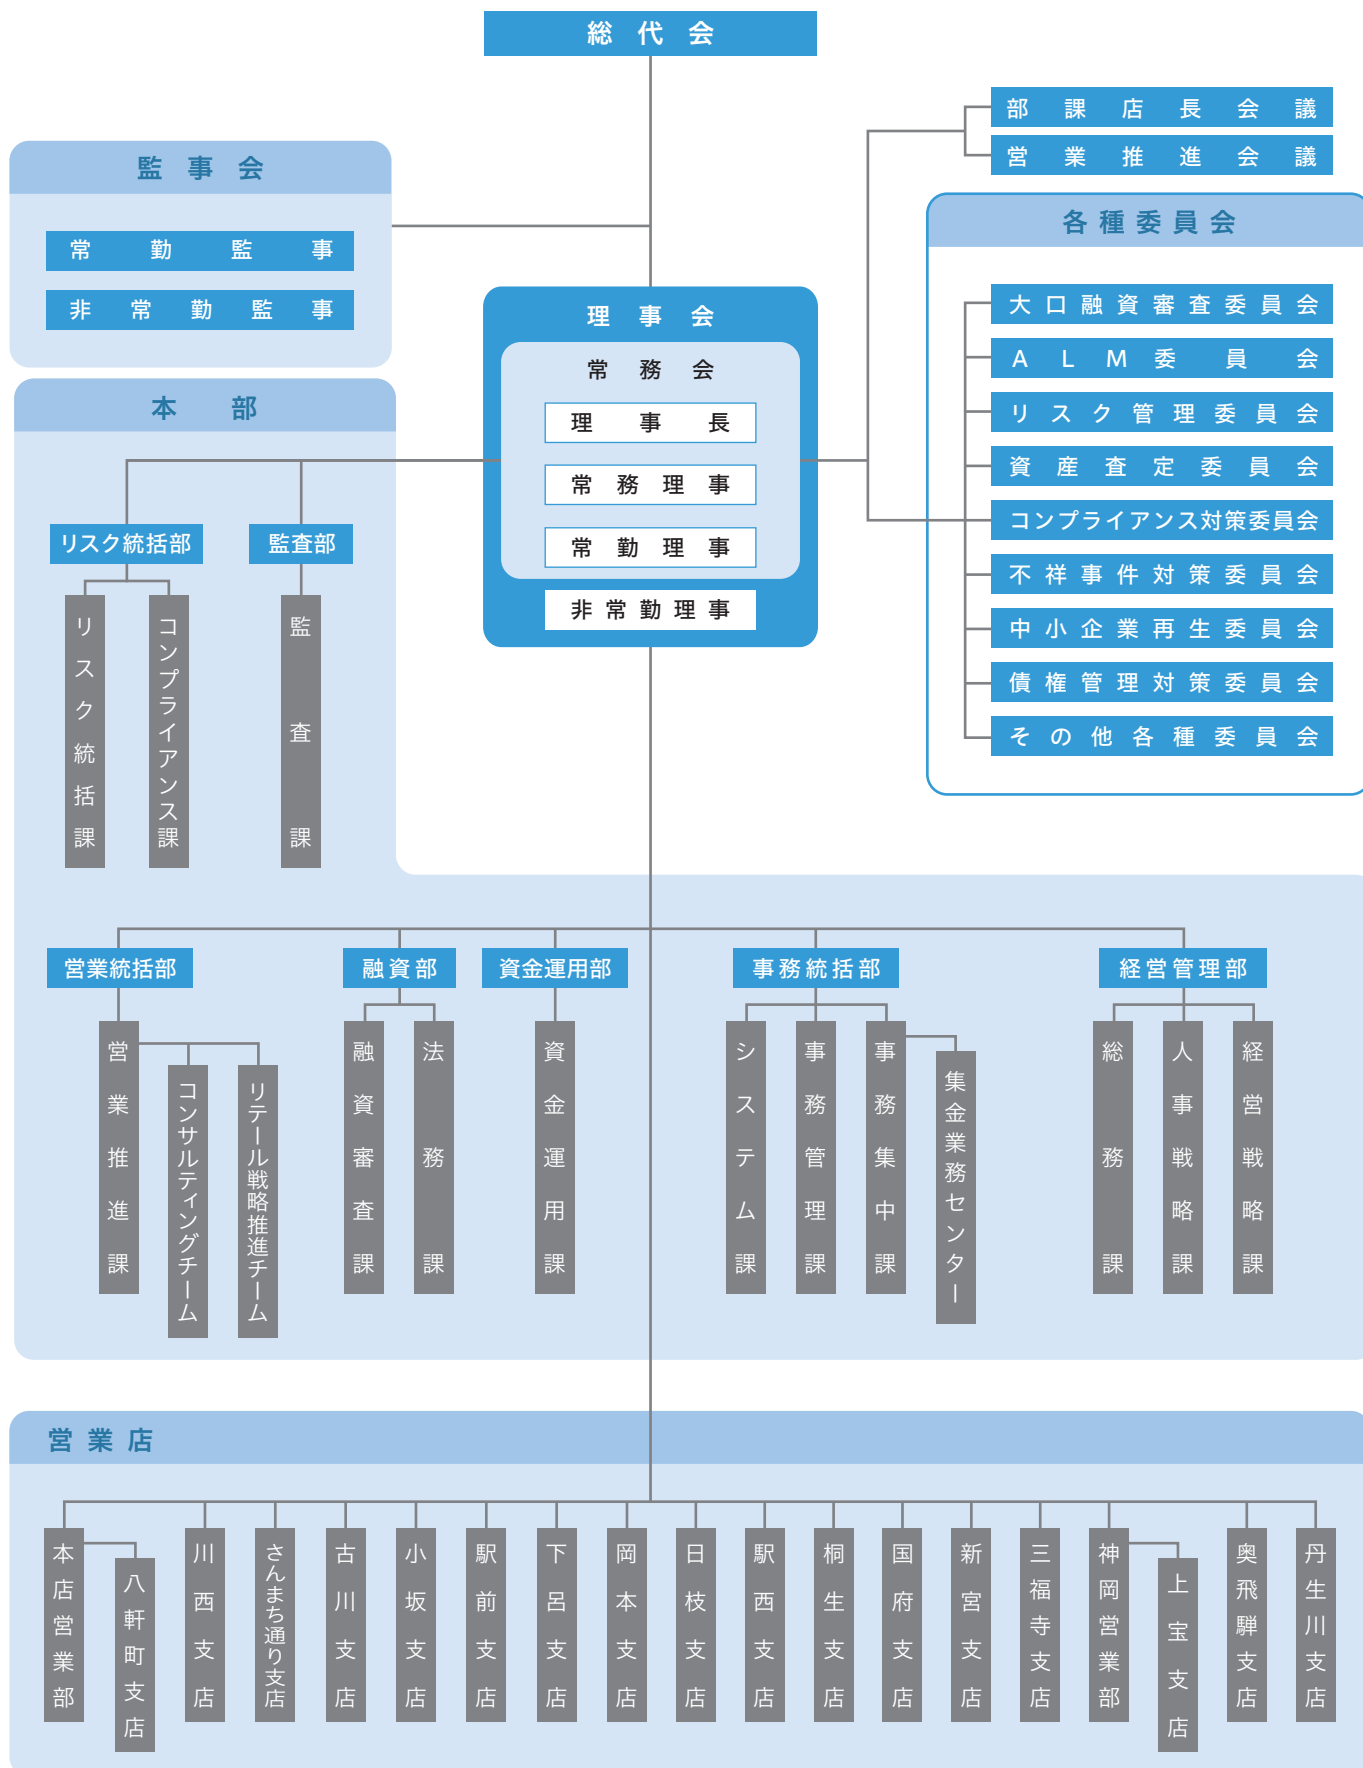 総代会
部課店長会議
営業推進会議
監事会
常勤監事
非常勤監事
各種委員会
大口融資審査委員会
ALM委員会
リスク管理委員会
資産査定委員会
コンプライアンス対策委員会
不祥事件対策委員会
中小企業再生委員会
債権管理対策委員会
その他各種委員会
理事会
常務会
理事長
常務理事
常勤理事
非常勤理事
本部
リスク統括部
監査部
リスク統括課
コンプライアンス課
監査課
営業統括部
融資部
資金運用部
事務統括部
経営管理部
営業推進課
コンサルティングチーム
リテール戦略推進チーム
融資審査課
法務課
資金運用課
システム課
事務管理課
事務集中課
集金業務センター
総務課
人事戦略課
経営戦略課
営業店
本店営業部
八軒町支店
川西支店
さんまち通り支店
古川支店
小坂支店
駅前支店
下呂支店
岡本支店
日枝支店
駅西支店
桐生支店
国府支店
新宮支店
三福寺支店
神岡営業部
上宝支店
奥飛騨支店
丹生川支店